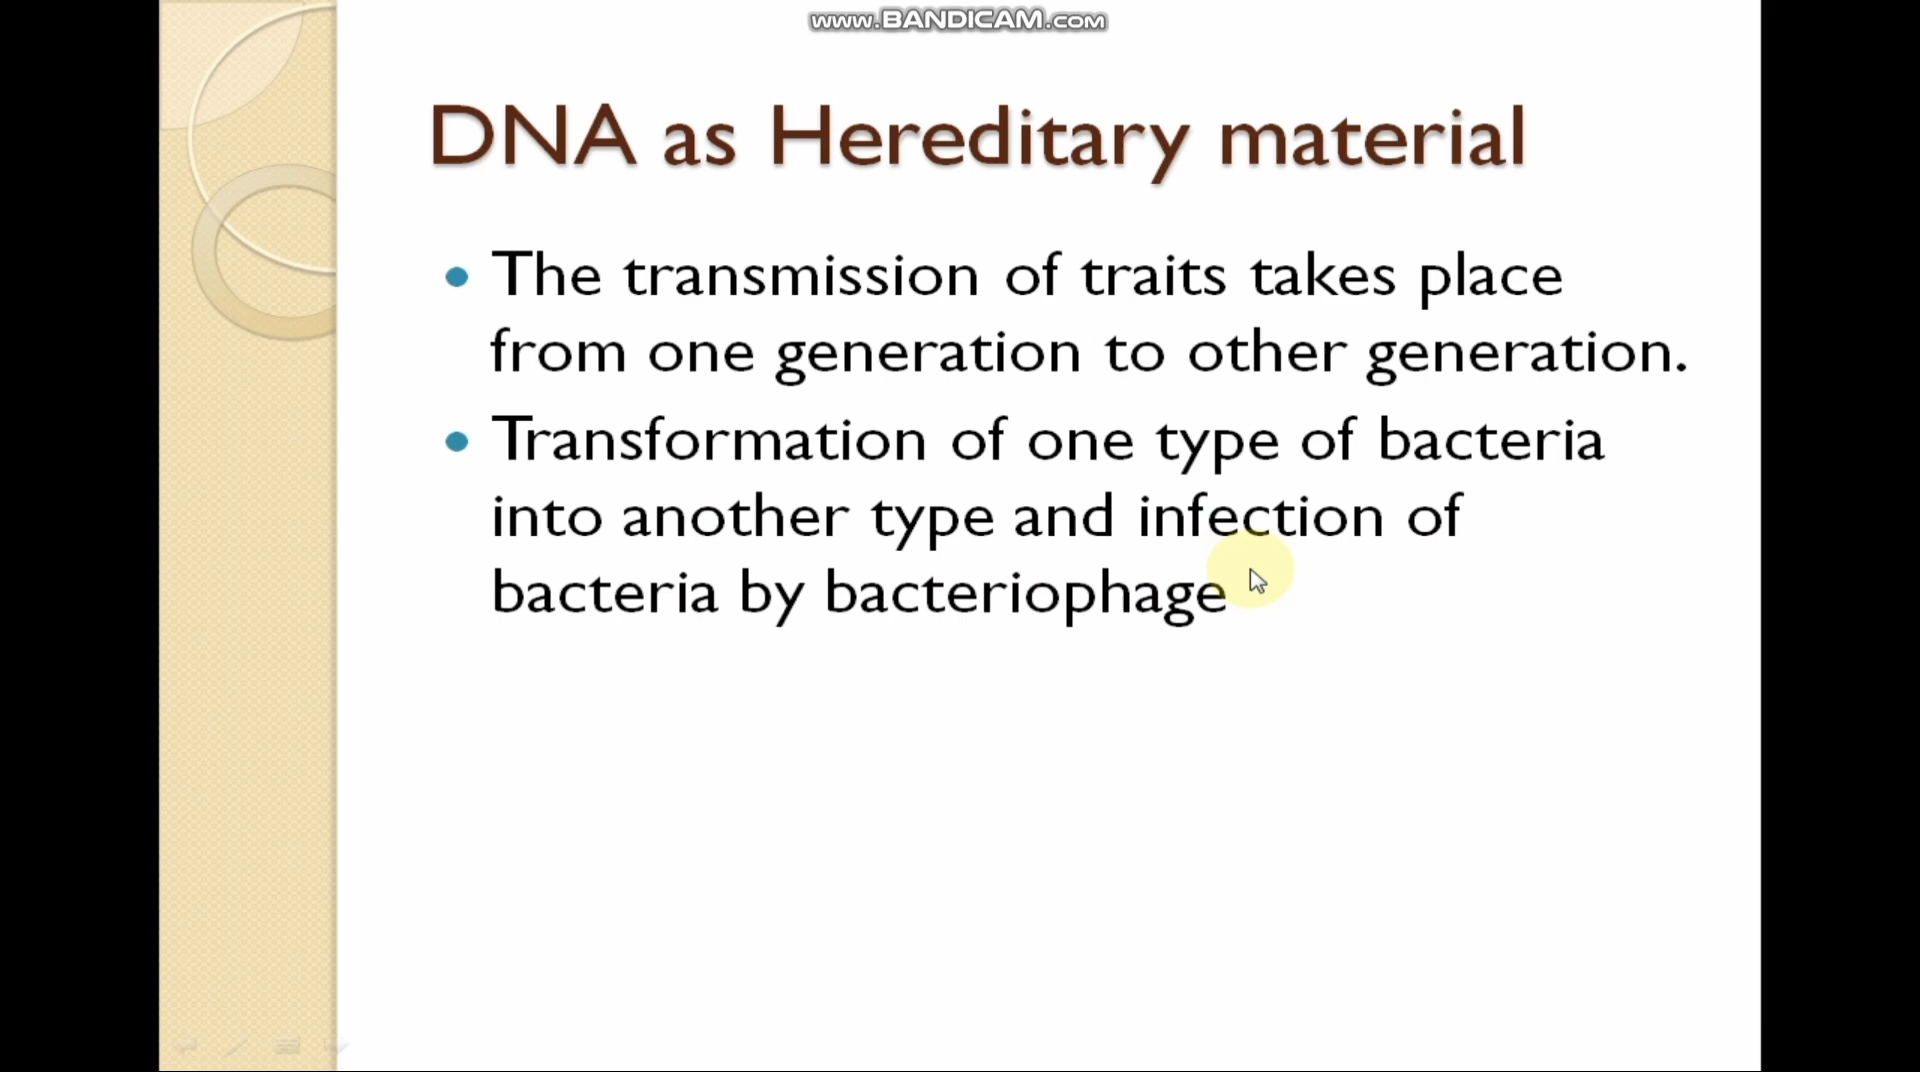 www.BANDICAM.com
DNA as Hereditary material
The transmission of traits takes place
from one generation to other generation.
Transformation of one type of bacteria
into another type and infection of
bacteria by bacteriophage